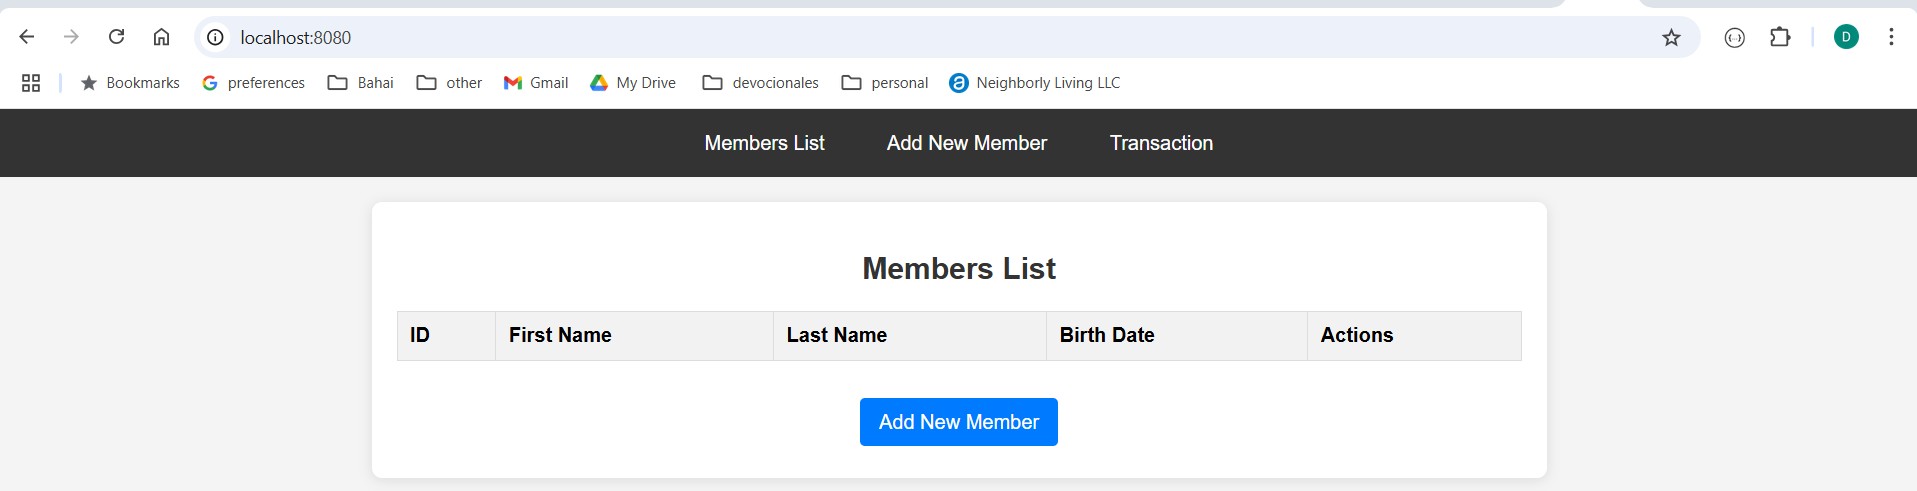 localhost:8080
D
Bookmarks preferences Bahai other Gmail My Drive devocionales personal Neighborly Living LLC
Members List Add New Member Transaction
Members List
ID First Name Last Name Birth Date Actions
Add New Member